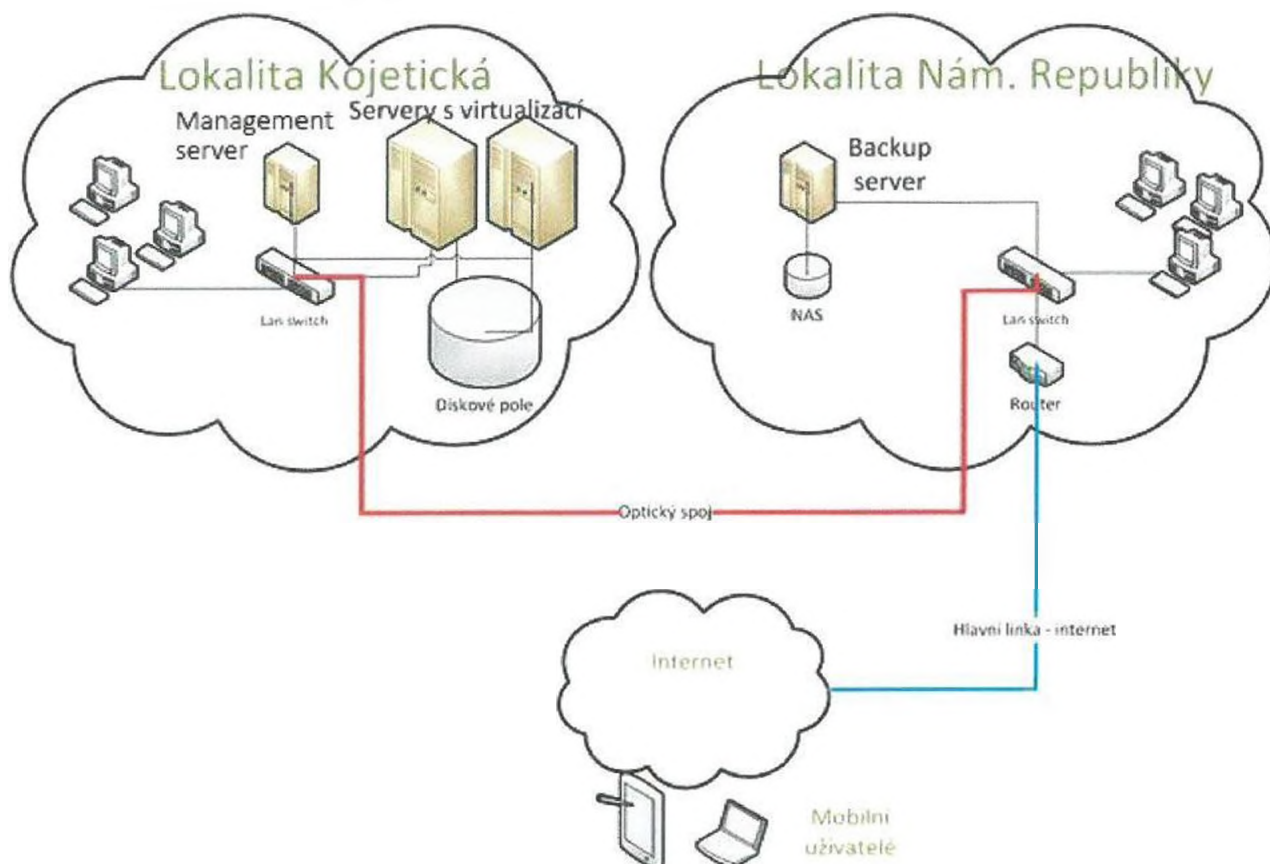 Lokalita Kojetická
Servery s virtualizací
Management
server
Lan switch
Diskové pole
Lokalita Nám. Republiky
Backup
server
NAS
Lan switch
Router
Optický spoj
Hlavní linka - internet
Internet
Mobilní
uživatelé